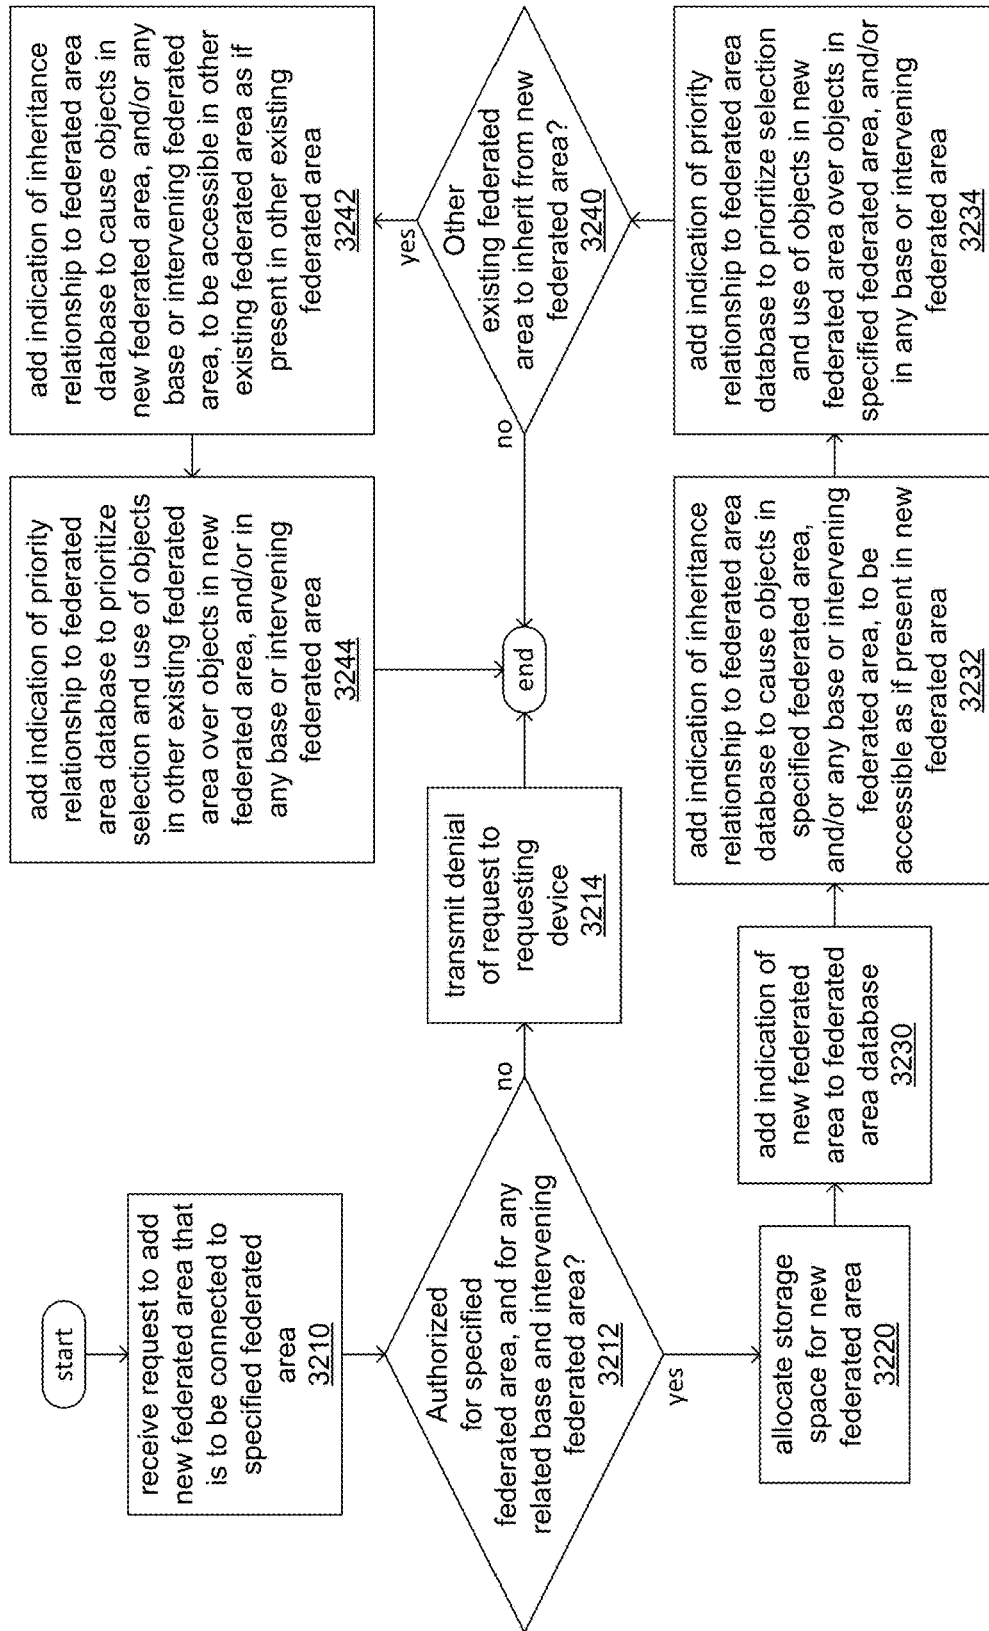 start
receive request to add
new federated area that
is to be connected to
specified federated
area
3210
Authorized
for specified
federated area, and for any
related base and intervening
federated area?
3212
no
transmit denial
of request to
requesting
device
3214
end
yes
allocate storage
space for new
federated area
3220
add indication of
new federated
area to federated
area database
3230
add indication of inheritance
relationship to federated area
database to cause objects in
specified federated area,
and/or any base or intervening
federated area, to be
accessible as if present in new
federated area
3232
add indication of priority
relationship to federated area
database to prioritize selection
and use of objects in new
federated area over objects in
specified federated area, and/or
in any base or intervening
federated area
3234
Other
existing federated
area to inherit from new
federated area?
3240
no
yes
add indication of inheritance
relationship to federated area
database to cause objects in
new federated area, and/or any
base or intervening federated
area, to be accessible in other
existing federated area as if
present in other existing
federated area
3242
add indication of priority
relationship to federated
area database to prioritize
selection and use of objects
in other existing federated
area over objects in new
federated area, and/or in
any base or intervening
federated area
3244